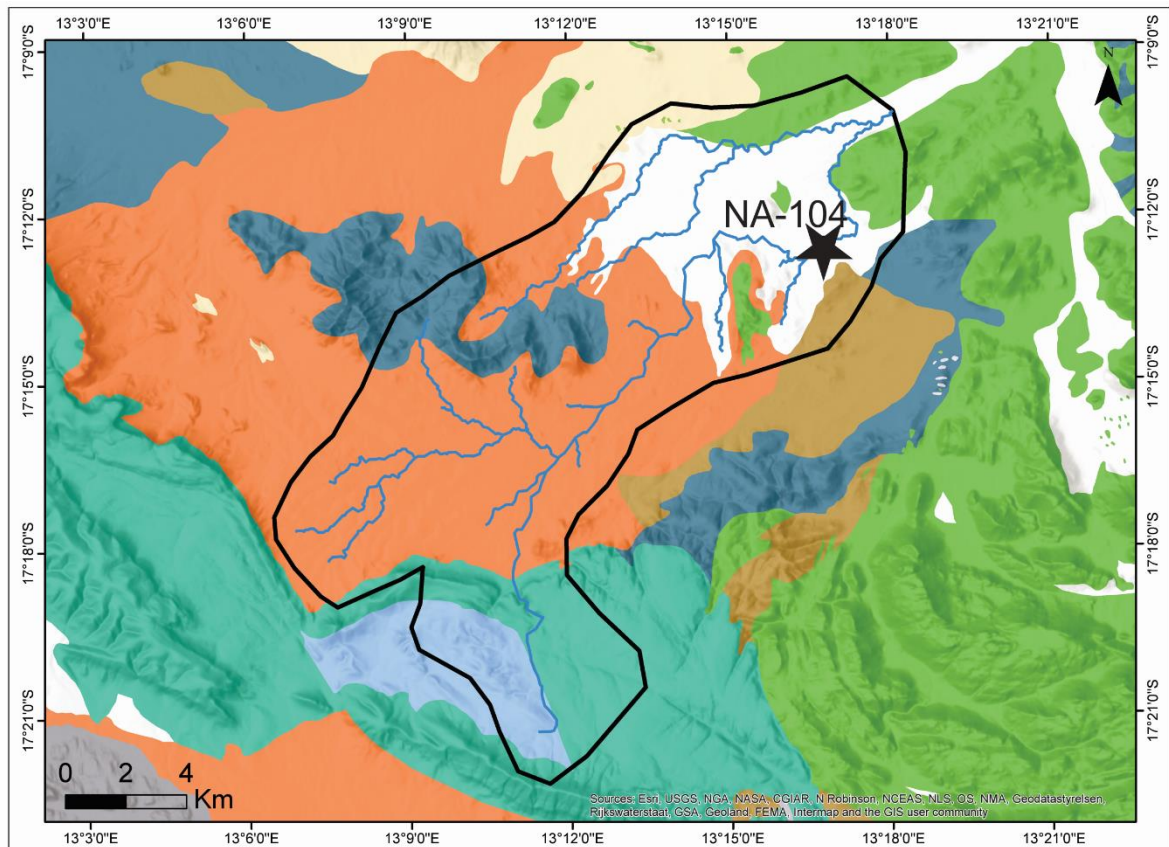 13°3'0"E 13°6'0"E 13°9'0"E 13°12'0"E 13°15'0"E 13°18'0"E 13°21'0"E
17°9'0"S 17°9'0"S
N
17°12'0"S 17°12'0"S
NA-104
17°15'0"S 17°15'0"S
17°18'0"S 17°18'0"S
17°21'0"S 17°21'0"S
0 2 4
Km
Sources: Esri, USGS, NGA, NASA, CGIAR, N Robinson, NCEAS, NLS, OS, NMA, Geodatastyrelsen,
Rijkswaterstaat, GSA, Geoland, FEMA, Intermap and the GIS user community
13°3'0"E 13°6'0"E 13°9'0"E 13°12'0"E 13°15'0"E 13°18'0"E 13°21'0"E